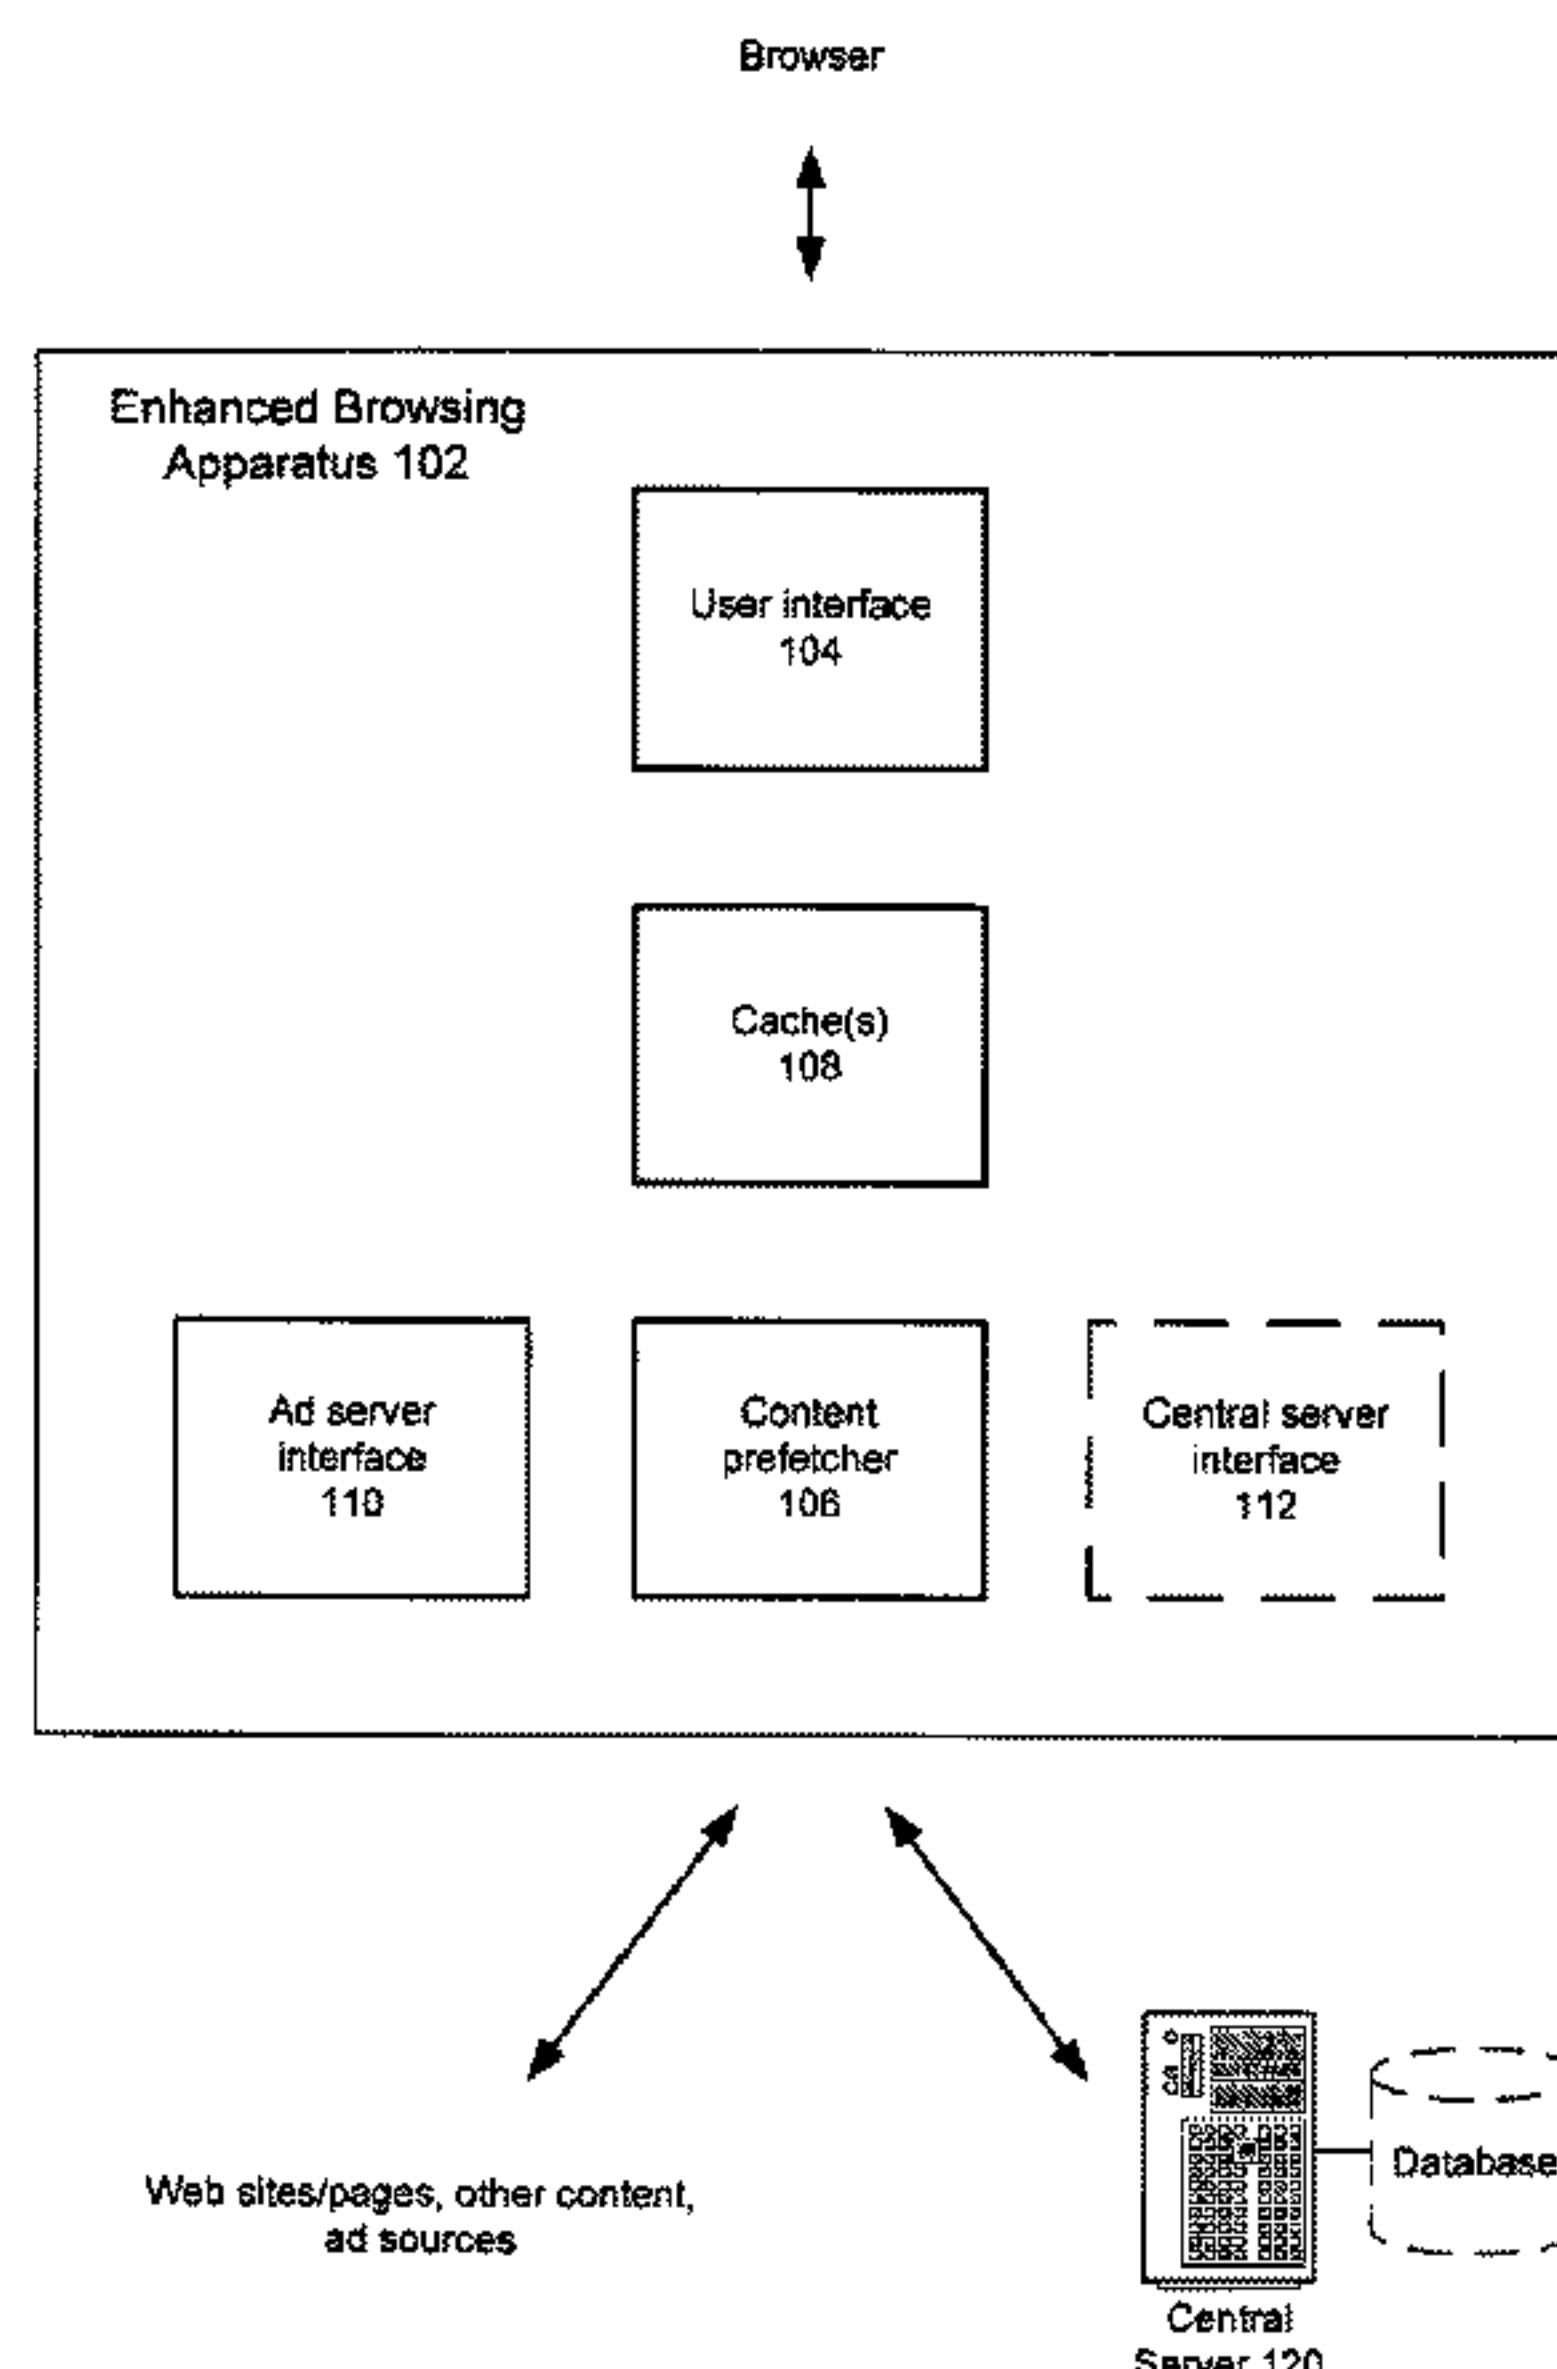 Browser
Enhanced Browsing
Apparatus 102
User interface
104
Cache(s)
108
Ad server
interface
110
Content
prefetcher
106
Central server
interface
112
Web sites/pages, other content,
ad sources
Database
Central
Server 120